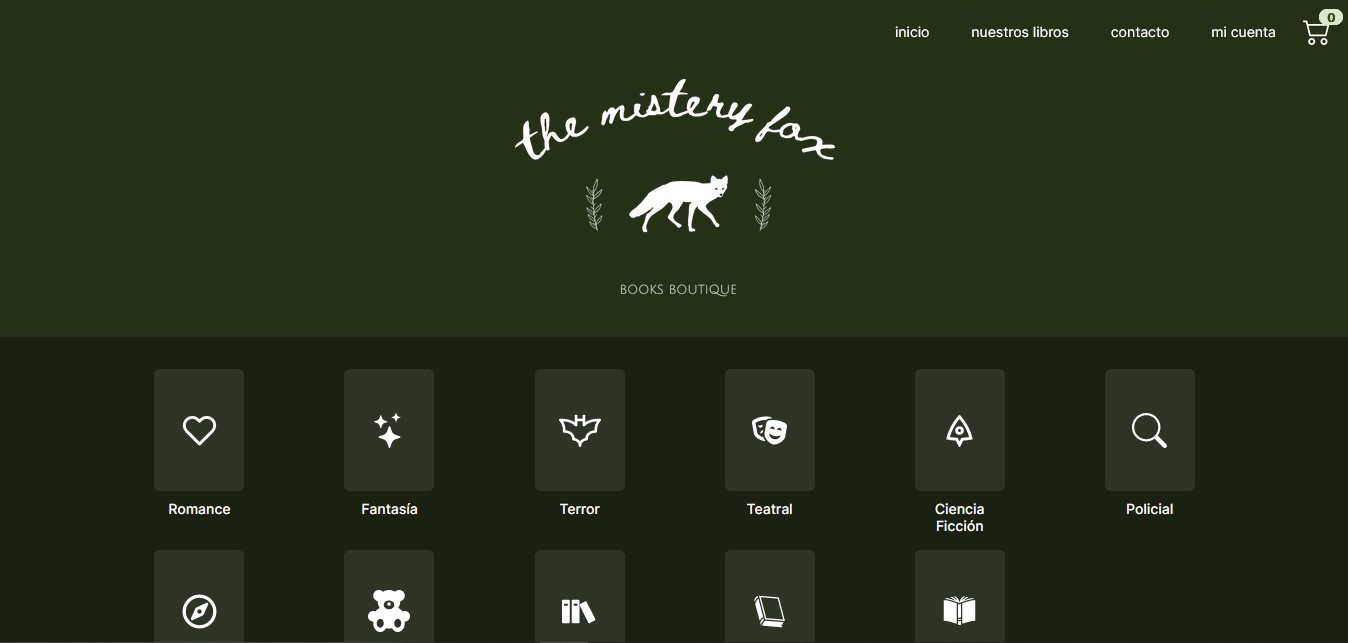 inicio nuestros libros contacto mi cuenta 0
the mistery fox
BOOKS BOUTIQUE
Romance Fantasía Terror Teatral Ciencia Policial
Ficción